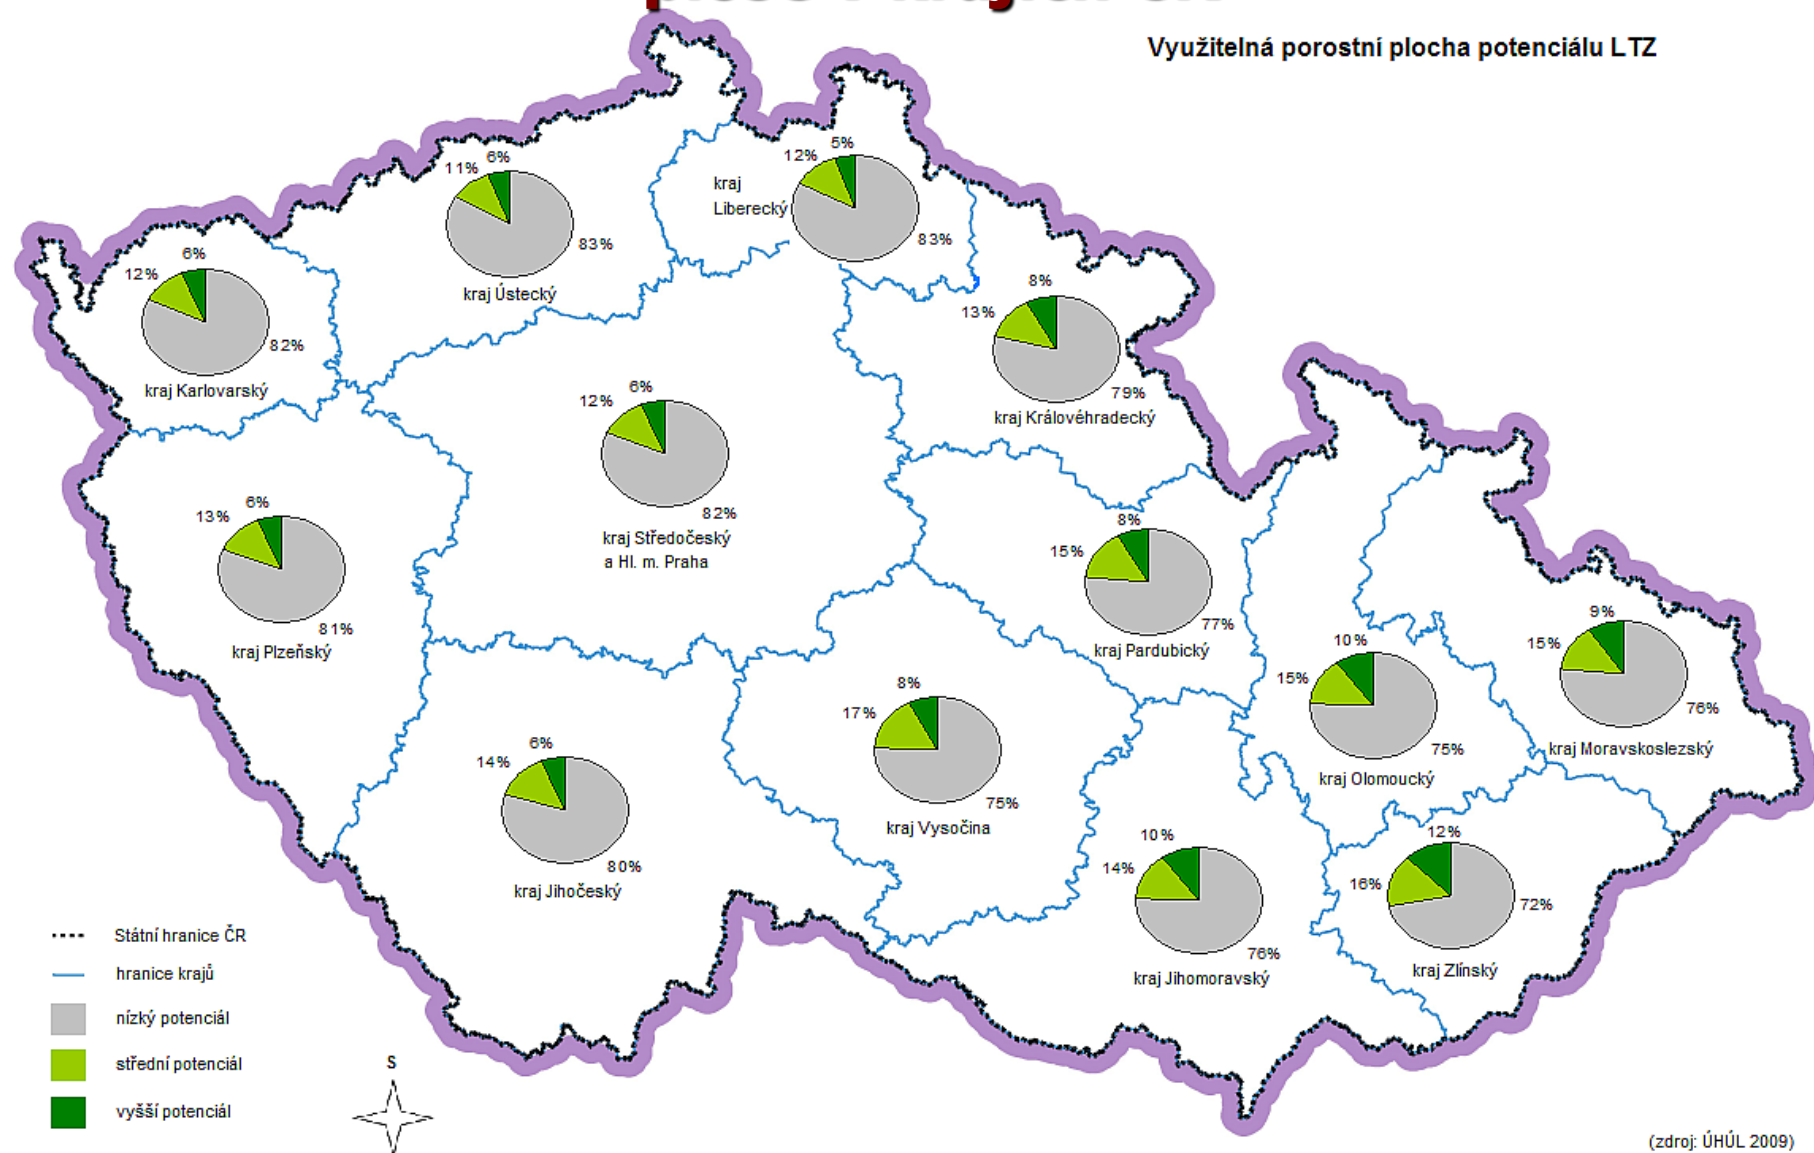 Využitelná porostní plocha potenciálu LTZ
11% 6%
83%
kraj Ústecký
12% 5%
kraj
Liberecký
83%
12% 6%
82%
kraj Karlovarský
13% 8%
79%
kraj Královéhradecký
12% 6%
82%
kraj Středočeský
a Hl. m. Praha
13% 6%
81%
kraj Plzeňský
15% 8%
77%
kraj Pardubický
15% 10%
75%
kraj Olomoucký
15% 9%
76%
kraj Moravskoslezský
17% 8%
75%
kraj Vysočina
14% 6%
80%
kraj Jihočeský
14% 10%
76%
kraj Jihomoravský
16% 12%
72%
kraj Zlínský
Státní hranice ČR
hranice krajů
nízký potenciál
střední potenciál
vyšší potenciál
S
(zdroj: ÚHÚL 2009)